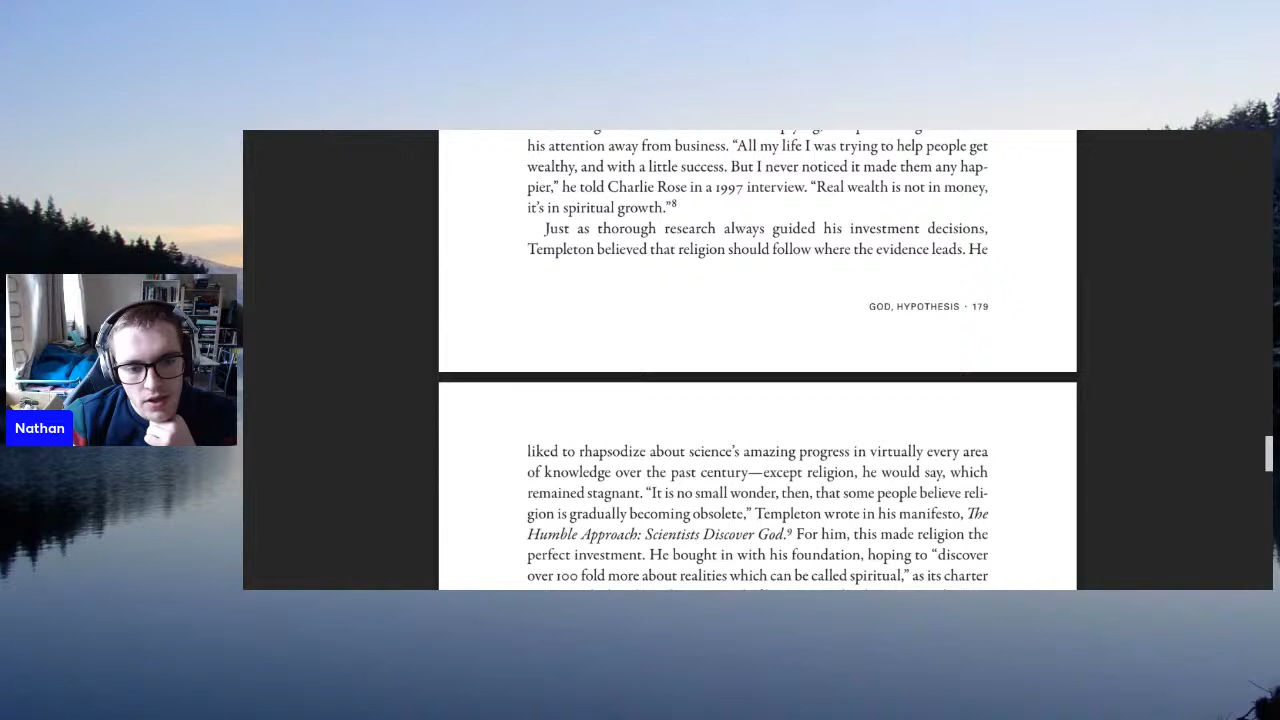 his attention away from business. “All my life I was trying to help people get
wealthy, and with a little success. But I never noticed it made them any hap-
pier,” he told Charlie Rose in a 1997 interview. “Real wealth is not in money,
it’s in spiritual growth.”8
Just as thorough research always guided his investment decisions,
Templeton believed that religion should follow where the evidence leads. He
GOD, HYPOTHESIS · 179
liked to rhapsodize about science’s amazing progress in virtually every area
of knowledge over the past century—except religion, he would say, which
remained stagnant. “It is no small wonder, then, that some people believe reli-
gion is gradually becoming obsolete,” Templeton wrote in his manifesto, The
Humble Approach: Scientists Discover God.9 For him, this made religion the
perfect investment. He bought in with his foundation, hoping to “discover
over 100 fold more about realities which can be called spiritual,” as its charter
Nathan